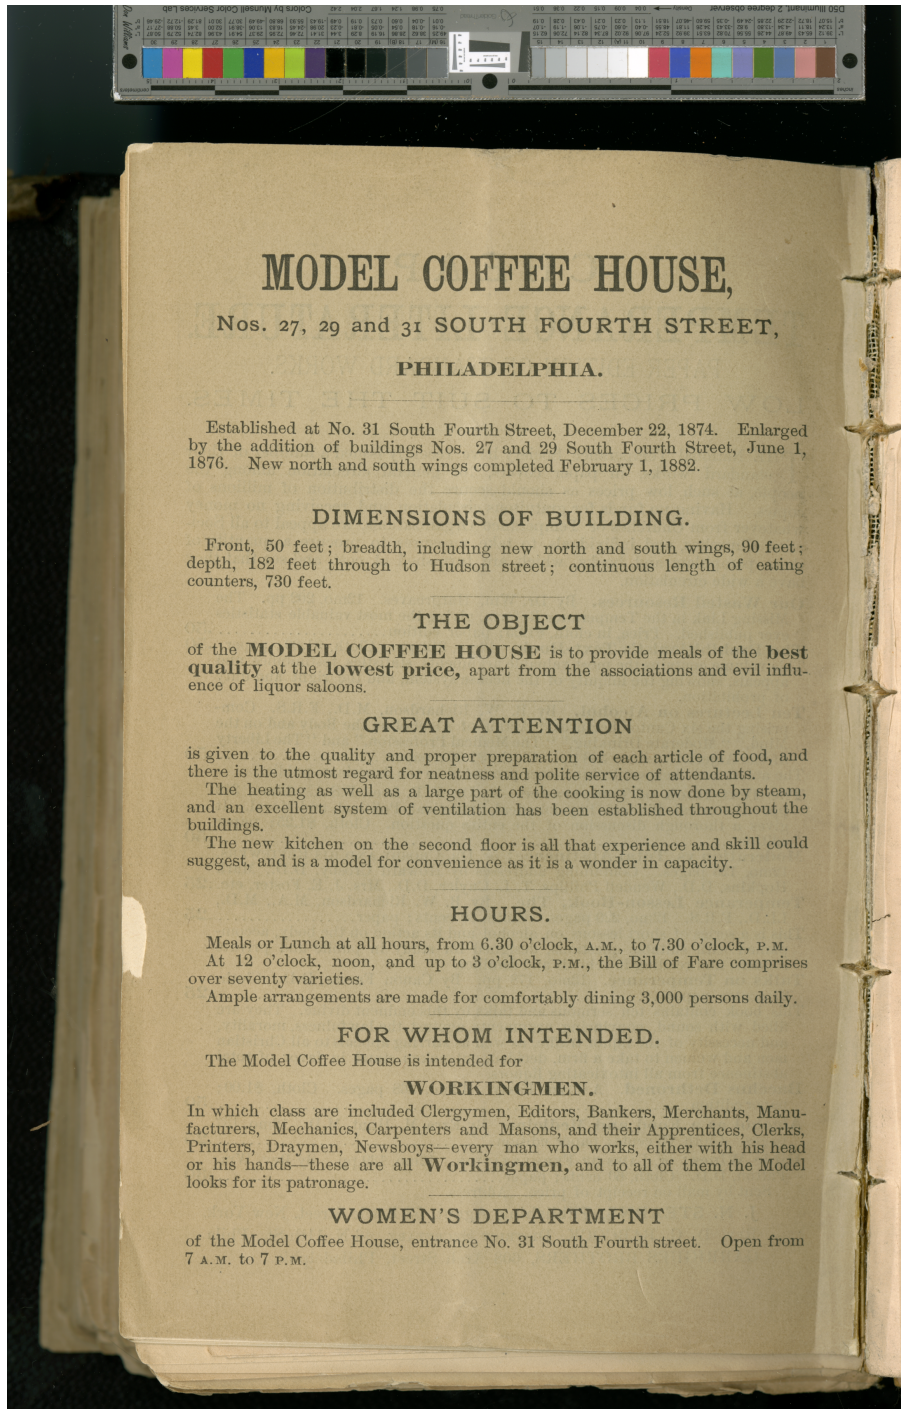 MODEL COFFEE HOUSE,
Nos. 27, 29 and 31 SOUTH FOURTH STREET,
PHILADELPHIA.
Established at No. 31 South Fourth Street, December 22, 1874. Enlarged
by the addition of buildings Nos. 27 and 29 South Fourth Street, June 1,
1876. New north and south wings completed February 1, 1882.
DIMENSIONS OF BUILDING.
Front, 50 feet; breadth, including new north and south wings, 90 feet;
depth, 182 feet through to Hudson street; continuous length of eating
counters, 730 feet.
THE OBJECT
of the MODEL COFFEE HOUSE is to provide meals of the best
quality at the lowest price, apart from the associations and evil influ-
ence of liquor saloons.
GREAT ATTENTION
is given to the quality and proper preparation of each article of food, and
there is the utmost regard for neatness and polite service of attendants.
The heating as well as a large part of the cooking is now done by steam,
and an excellent system of ventilation has been established throughout the
buildings.
The new kitchen on the second floor is all that experience and skill could
suggest, and is a model for convenience as it is a wonder in capacity.
HOURS.
Meals or Lunch at all hours, from 6.30 o'clock, A.M., to 7.30 o'clock, P.M.
At 12 o'clock, noon, and up to 3 o'clock, P.M., the Bill of Fare comprises
over seventy varieties.
Ample arrangements are made for comfortably dining 3,000 persons daily.
FOR WHOM INTENDED.
The Model Coffee House is intended for
WORKINGMEN.
In which class are included Clergymen, Editors, Bankers, Merchants, Manu-
facturers, Mechanics, Carpenters and Masons, and their Apprentices, Clerks,
Printers, Draymen, Newsboys—every man who works, either with his head
or his hands—these are all Workingmen, and to all of them the Model
looks for its patronage.
WOMEN'S DEPARTMENT
of the Model Coffee House, entrance No. 31 South Fourth street. Open from
7 A.M. to 7 P.M.
Colors by Munsell Color Services Lab
D50 Illuminant, 2 degree observer